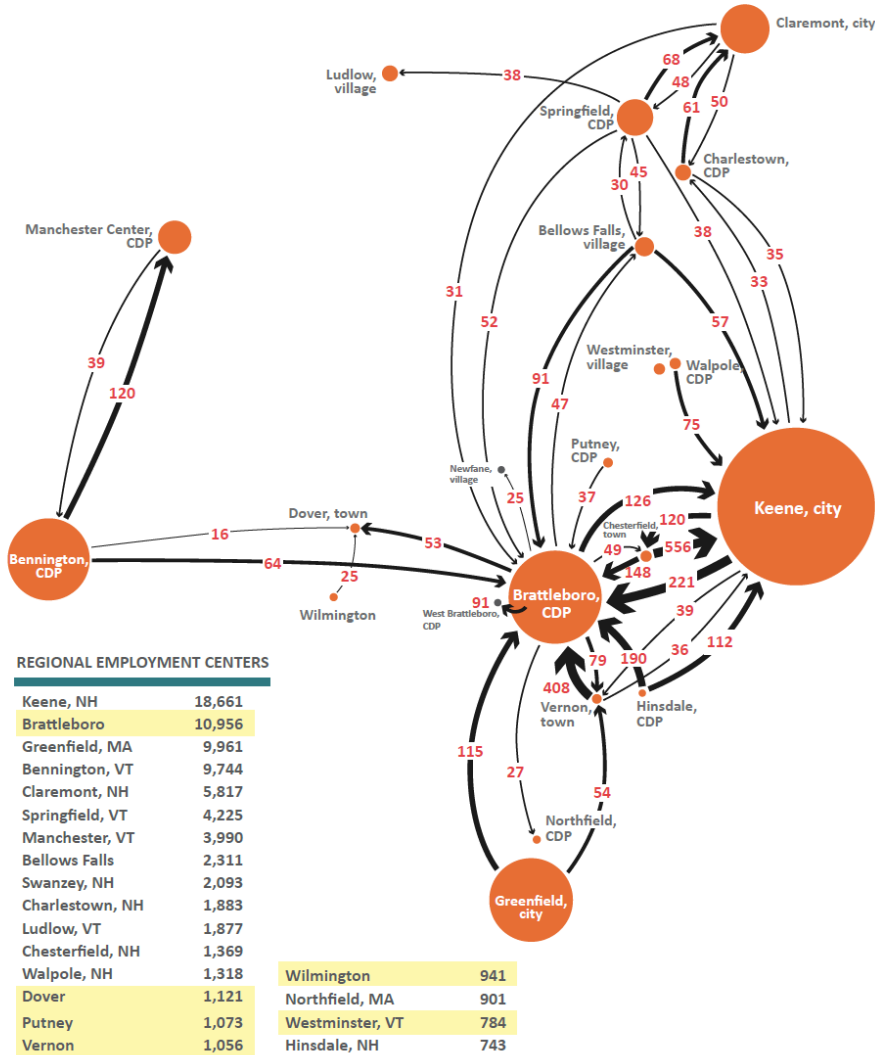 Claremont, city
68
Ludlow,
village
38
48
Springfield,
CDP
61
50
Charlestown,
CDP
45
30
Manchester Center,
CDP
Bellows Falls,
village
38
35
33
31
52
57
Westminster,
village
Walpole,
CDP
39
91
120
47
75
Putney,
CDP
Newfane,
village
25
37
126
Keene, city
Dover, town
Chesterfield,
town
120
16
53
49
556
Bennington,
CDP
64
148
25
221
Brattleboro,
CDP
91
West Brattleboro,
CDP
Wilmington
39
36
112
79
190
408
Vernon,
town
Hinsdale,
CDP
115
27
54
Northfield,
CDP
Greenfield,
city
REGIONAL EMPLOYMENT CENTERS
Keene, NH 18,661
Brattleboro 10,956
Greenfield, MA 9,961
Bennington, VT 9,744
Claremont, NH 5,817
Springfield, VT 4,225
Manchester, VT 3,990
Bellows Falls 2,311
Swanzey, NH 2,093
Charlestown, NH 1,883
Ludlow, VT 1,877
Chesterfield, NH 1,369
Walpole, NH 1,318
Dover 1,121
Putney 1,073
Vernon 1,056
Wilmington 941
Northfield, MA 901
Westminster, VT 784
Hinsdale, NH 743